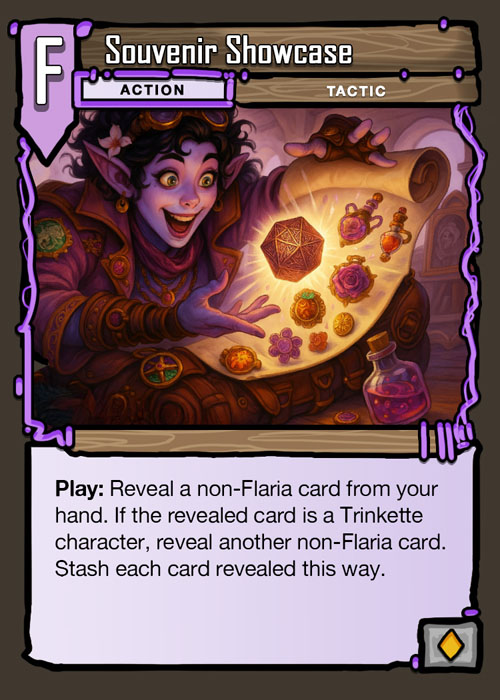 F
Souvenir Showcase
ACTION
TACTIC
Play: Reveal a non-Flaria card from your
hand. If the revealed card is a Trinkette
character, reveal another non-Flaria card.
Stash each card revealed this way.